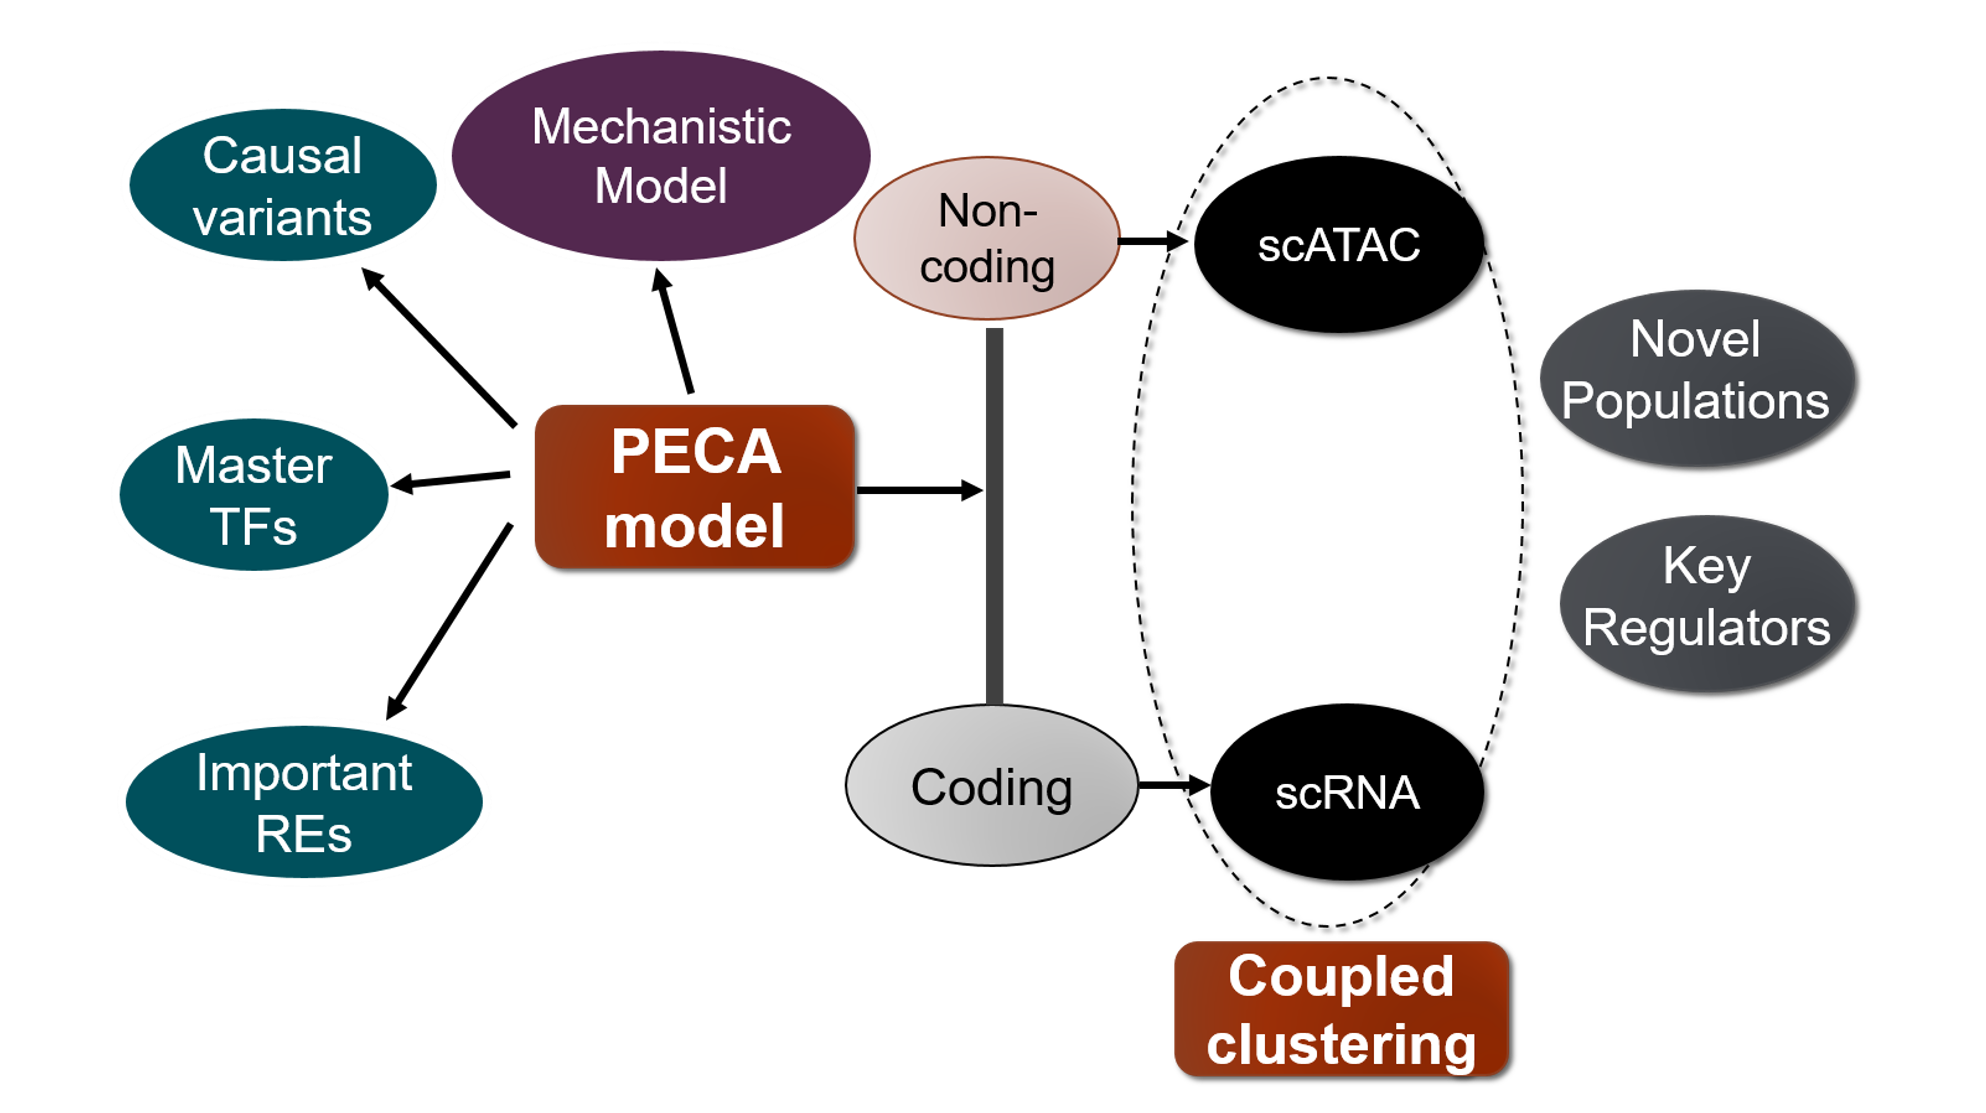 Causal
variants
Mechanistic
Model
Non-
coding
scATAC
Novel
Populations
Master
TFs
PECA
model
Key
Regulators
Important
REs
Coding
scRNA
Coupled
clustering